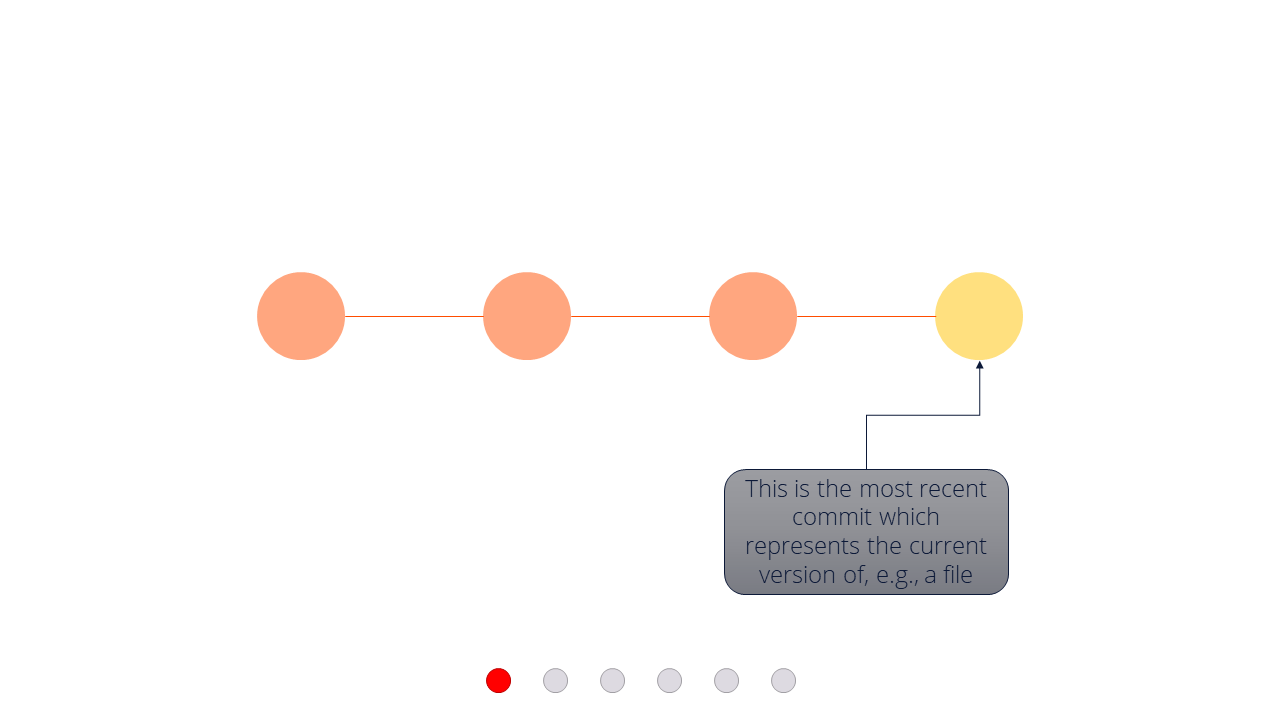 This is the most recent
commit which
represents the current
version of, e.g., a file